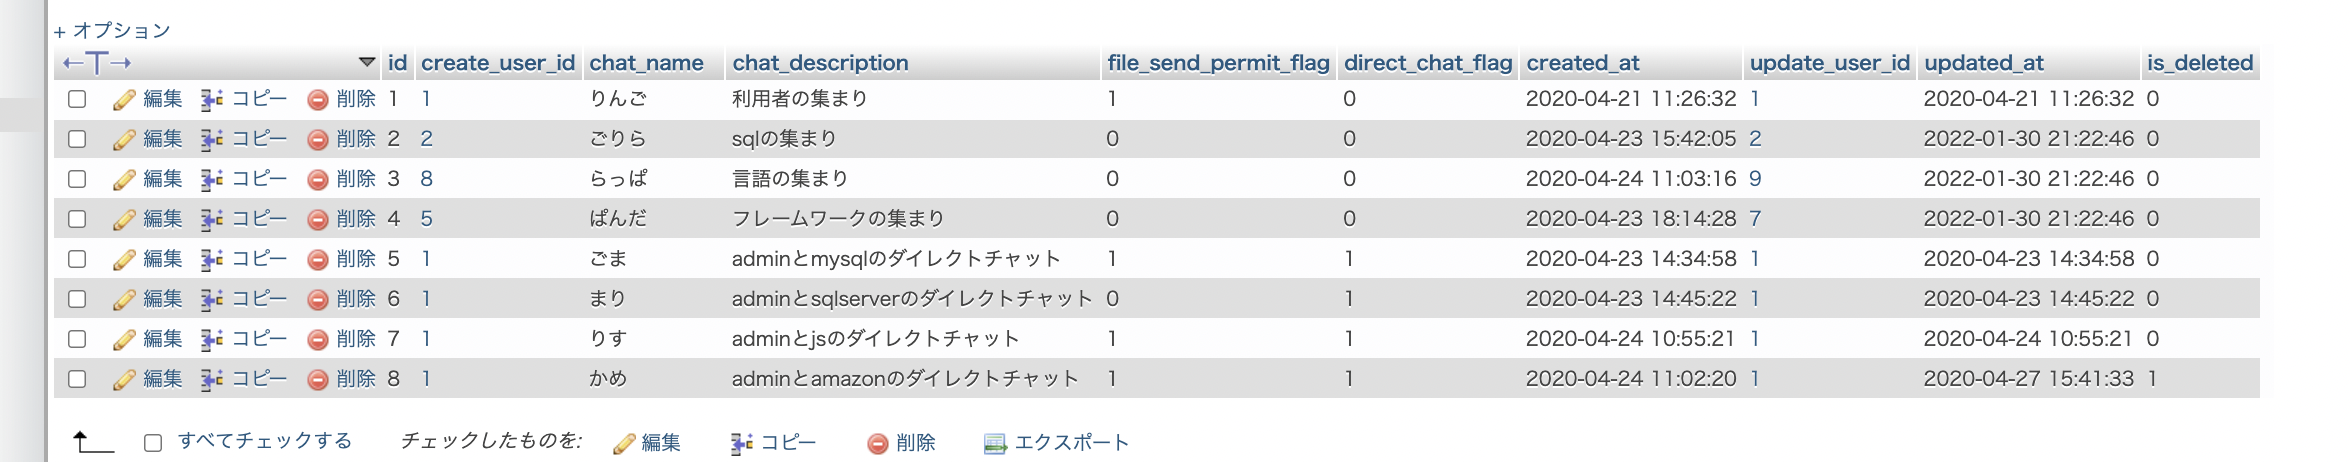 + オプション
←T→ ▼ id create_user_id chat_name chat_description file_send_permit_flag direct_chat_flag created_at update_user_id updated_at is_deleted
編集 コピー 削除 1 1 りんご 利用者の集まり 1 0 2020-04-21 11:26:32 1 2020-04-21 11:26:32 0
編集 コピー 削除 2 2 ごりら sqlの集まり 0 0 2020-04-23 15:42:05 2 2022-01-30 21:22:46 0
編集 コピー 削除 3 8 らっぱ 言語の集まり 0 0 2020-04-24 11:03:16 9 2022-01-30 21:22:46 0
編集 コピー 削除 4 5 ぱんだ フレームワークの集まり 0 0 2020-04-23 18:14:28 7 2022-01-30 21:22:46 0
編集 コピー 削除 5 1 ごま adminとmysqlのダイレクトチャット 1 1 2020-04-23 14:34:58 1 2020-04-23 14:34:58 0
編集 コピー 削除 6 1 まり adminとsqlserverのダイレクトチャット 0 1 2020-04-23 14:45:22 1 2020-04-23 14:45:22 0
編集 コピー 削除 7 1 りす adminとjsのダイレクトチャット 1 1 2020-04-24 10:55:21 1 2020-04-24 10:55:21 0
編集 コピー 削除 8 1 かめ adminとamazonのダイレクトチャット 1 1 2020-04-24 11:02:20 1 2020-04-27 15:41:33 1
すべてチェックする チェックしたものを: 編集 コピー 削除 エクスポート